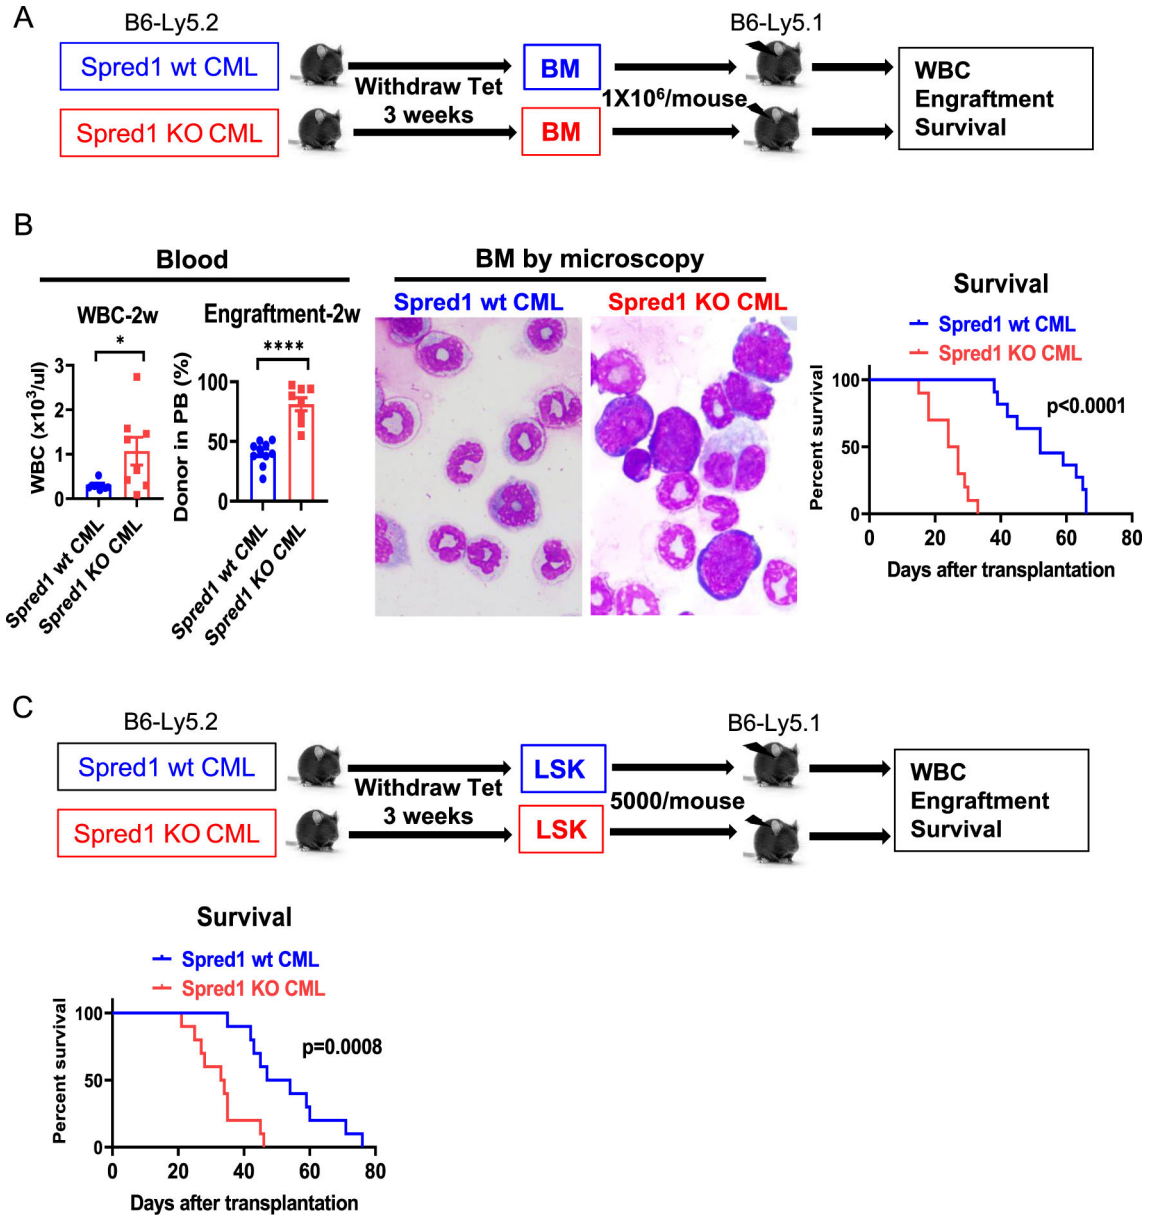 A
B6-Ly5.2
B6-Ly5.1
Spred1 wt CML
Spred1 KO CML
Withdraw Tet
3 weeks
BM
BM
1X10⁶/mouse
WBC
Engraftment
Survival
B
Blood
WBC-2w
*
WBC (x10³/ul)
3
2
1
0
Spred1 wt CML
Spred1 KO CML
Engraftment-2w
****
Donor in PB (%)
100
50
0
Spred1 wt CML
Spred1 KO CML
BM by microscopy
Spred1 wt CML
Spred1 KO CML
Survival
Spred1 wt CML
Spred1 KO CML
p<0.0001
Percent survival
100
50
0
0 20 40 60 80
Days after transplantation
C
B6-Ly5.2
B6-Ly5.1
Spred1 wt CML
Spred1 KO CML
Withdraw Tet
3 weeks
LSK
LSK
5000/mouse
WBC
Engraftment
Survival
Survival
Spred1 wt CML
Spred1 KO CML
p=0.0008
Percent survival
100
50
0
0 20 40 60 80
Days after transplantation